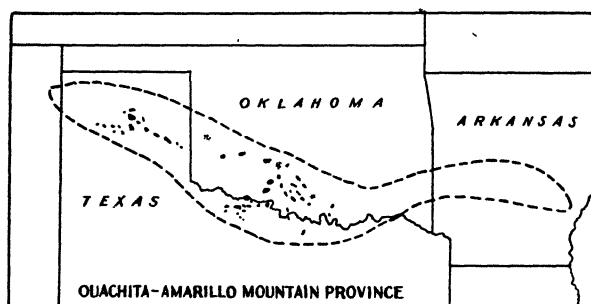 OKLAHOMA
ARKANSAS
TEXAS
OUACHITA-AMARILLO MOUNTAIN PROVINCE